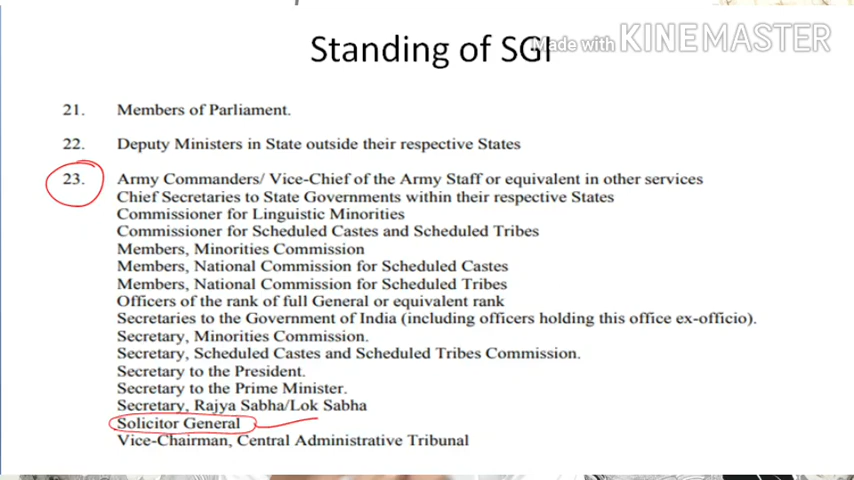 Standing of SGI
Made with KINEMASTER
21. Members of Parliament.
22. Deputy Ministers in State outside their respective States
23. Army Commanders/ Vice-Chief of the Army Staff or equivalent in other services
Chief Secretaries to State Governments within their respective States
Commissioner for Linguistic Minorities
Commissioner for Scheduled Castes and Scheduled Tribes
Members, Minorities Commission
Members, National Commission for Scheduled Castes
Members, National Commission for Scheduled Tribes
Officers of the rank of full General or equivalent rank
Secretaries to the Government of India (including officers holding this office ex-officio).
Secretary, Minorities Commission.
Secretary, Scheduled Castes and Scheduled Tribes Commission.
Secretary to the President.
Secretary to the Prime Minister.
Secretary, Rajya Sabha/Lok Sabha
Solicitor General
Vice-Chairman, Central Administrative Tribunal